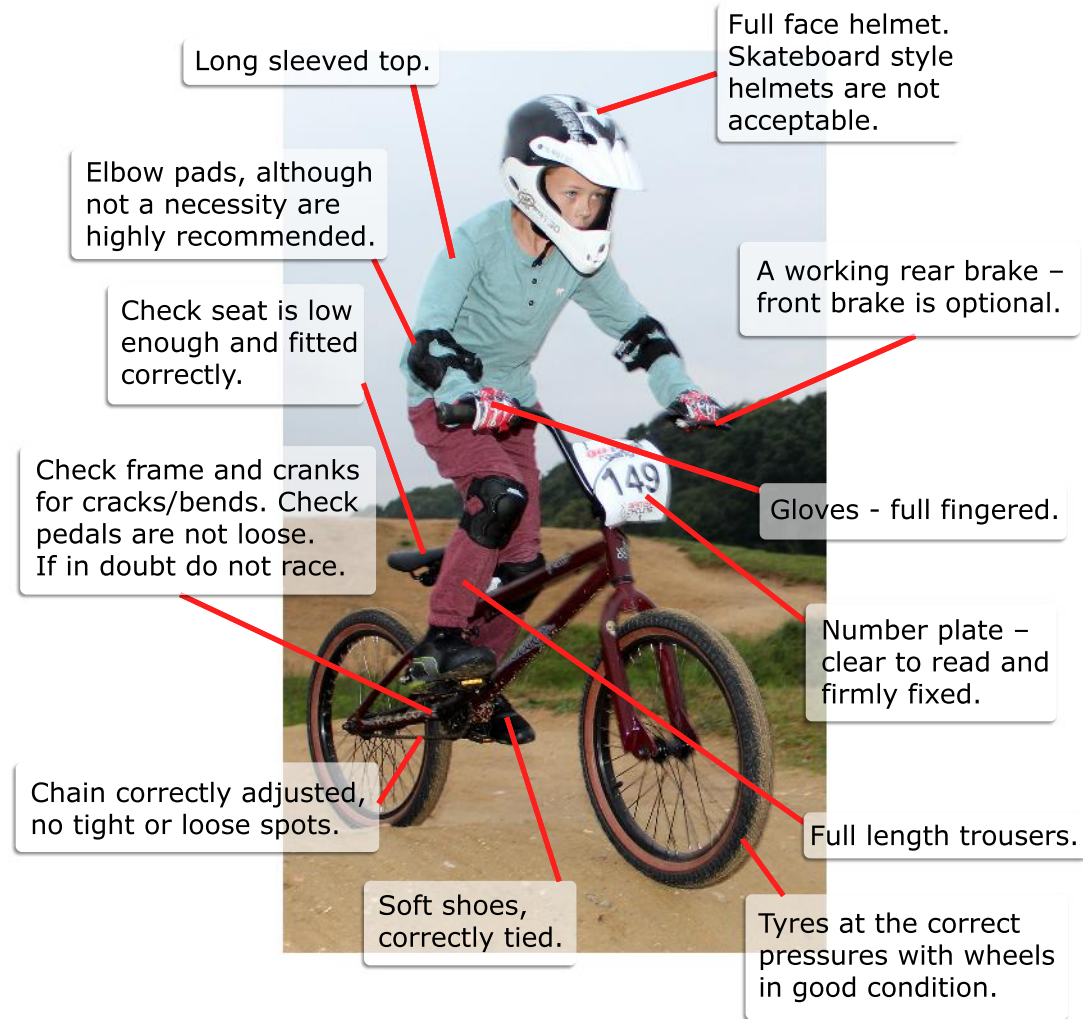 Full face helmet.
Skateboard style
helmets are not
acceptable.
Long sleeved top.
Elbow pads, although
not a necessity are
highly recommended.
A working rear brake –
front brake is optional.
Check seat is low
enough and fitted
correctly.
Check frame and cranks
for cracks/bends. Check
pedals are not loose.
If in doubt do not race.
149
Gloves - full fingered.
Number plate –
clear to read and
firmly fixed.
Chain correctly adjusted,
no tight or loose spots.
Full length trousers.
Soft shoes,
correctly tied.
Tyres at the correct
pressures with wheels
in good condition.